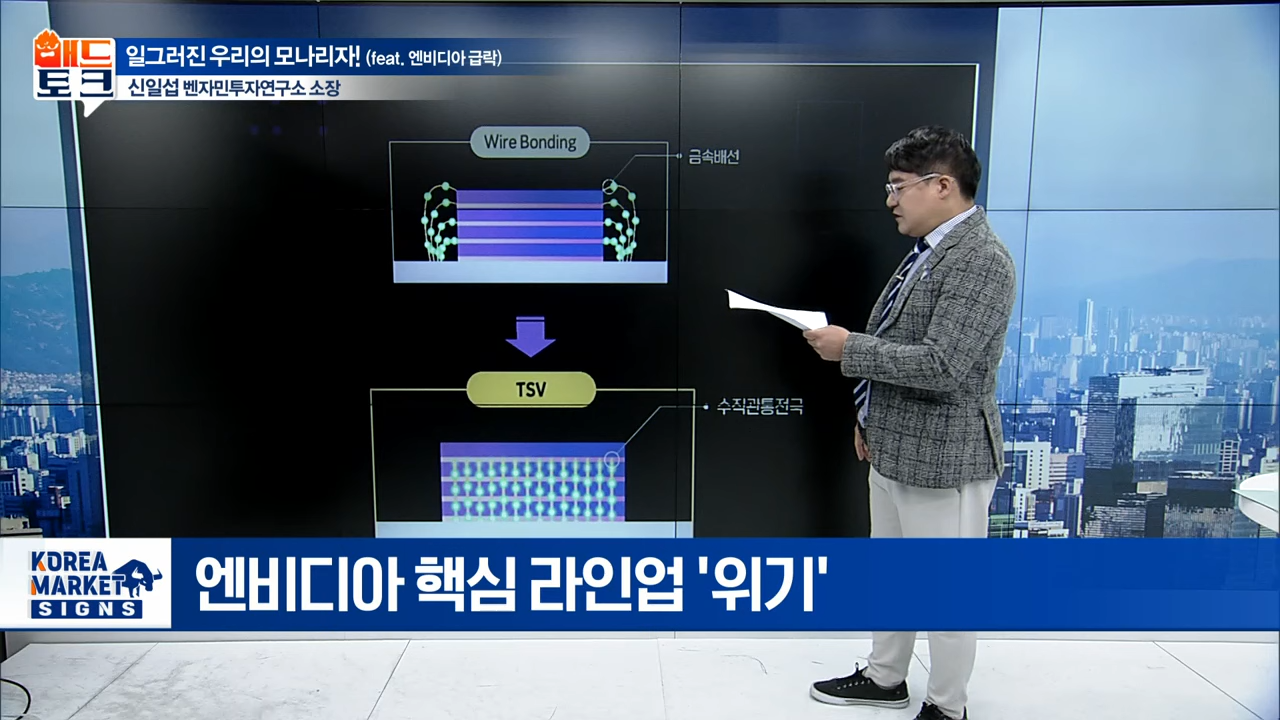 배드
토크
일그러진 우리의 모나리자! (feat. 엔비디아 급락)
신일섭 벤자민투자연구소 소장
Wire Bonding
금속배선
TSV
수직관통전극
KOREA
MARKET
SIGNS
엔비디아 핵심 라인업 '위기'